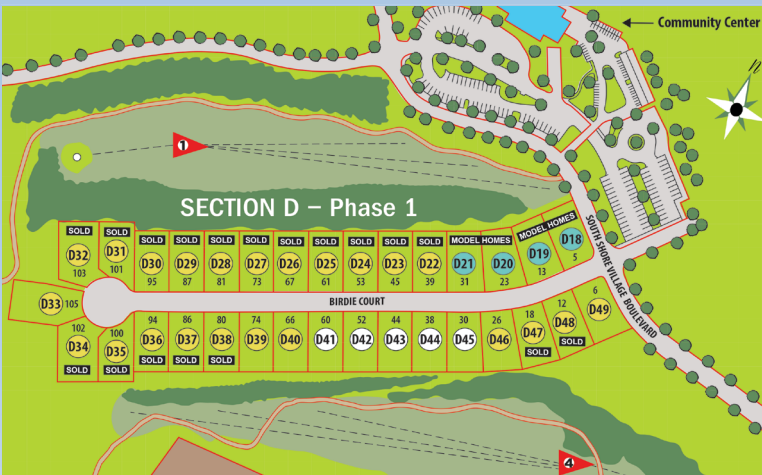 Community Center
N
1
SECTION D – Phase 1
SOLD SOLD
D32 D31
103 101
SOLD SOLD SOLD SOLD SOLD SOLD SOLD SOLD SOLD MODEL HOMES MODEL HOMES
D30 D29 D28 D27 D26 D25 D24 D23 D22 D21 D20 D19 D18
95 87 81 73 67 61 53 45 39 31 23 13 5
SOUTH SHORE VILLAGE BOULEVARD
D33 105
BIRDIE COURT
102 100 94 86 80 74 66 60 52 44 38 30 26 18 12 6
D34 D35 D36 D37 D38 D39 D40 D41 D42 D43 D44 D45 D46 D47 D48 D49
SOLD SOLD SOLD SOLD SOLD SOLD SOLD
4